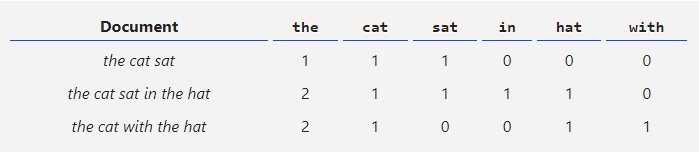 Document the cat sat in hat with
the cat sat 1 1 1 0 0 0
the cat sat in the hat 2 1 1 1 1 0
the cat with the hat 2 1 0 0 1 1